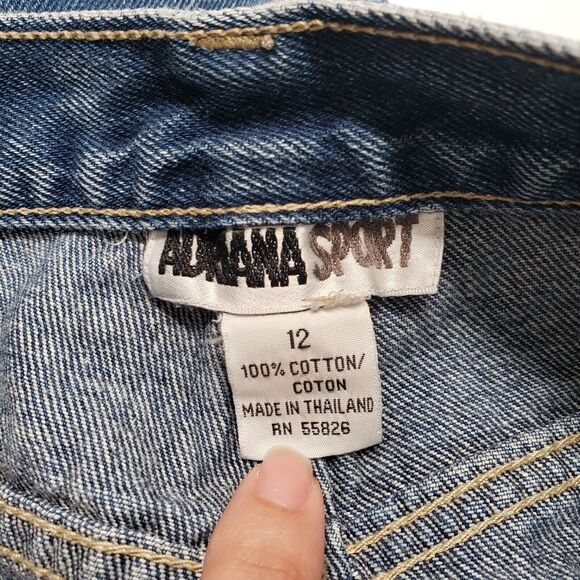 ADRIANA SPORT
12
100% COTTON/
COTON
MADE IN THAILAND
RN 55826